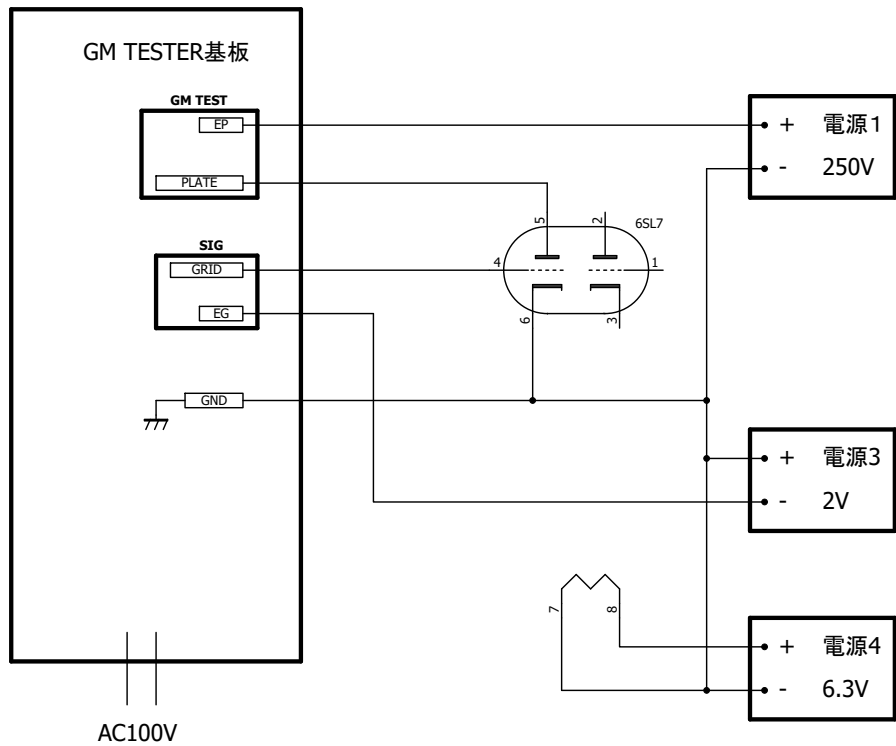 GM TESTER基板
GM TEST
EP
PLATE
SIG
GRID
EG
GND
AC100V
5
2
6SL7
4
1
6
3
7
8
+ 電源1
- 250V
+ 電源3
- 2V
+ 電源4
- 6.3V